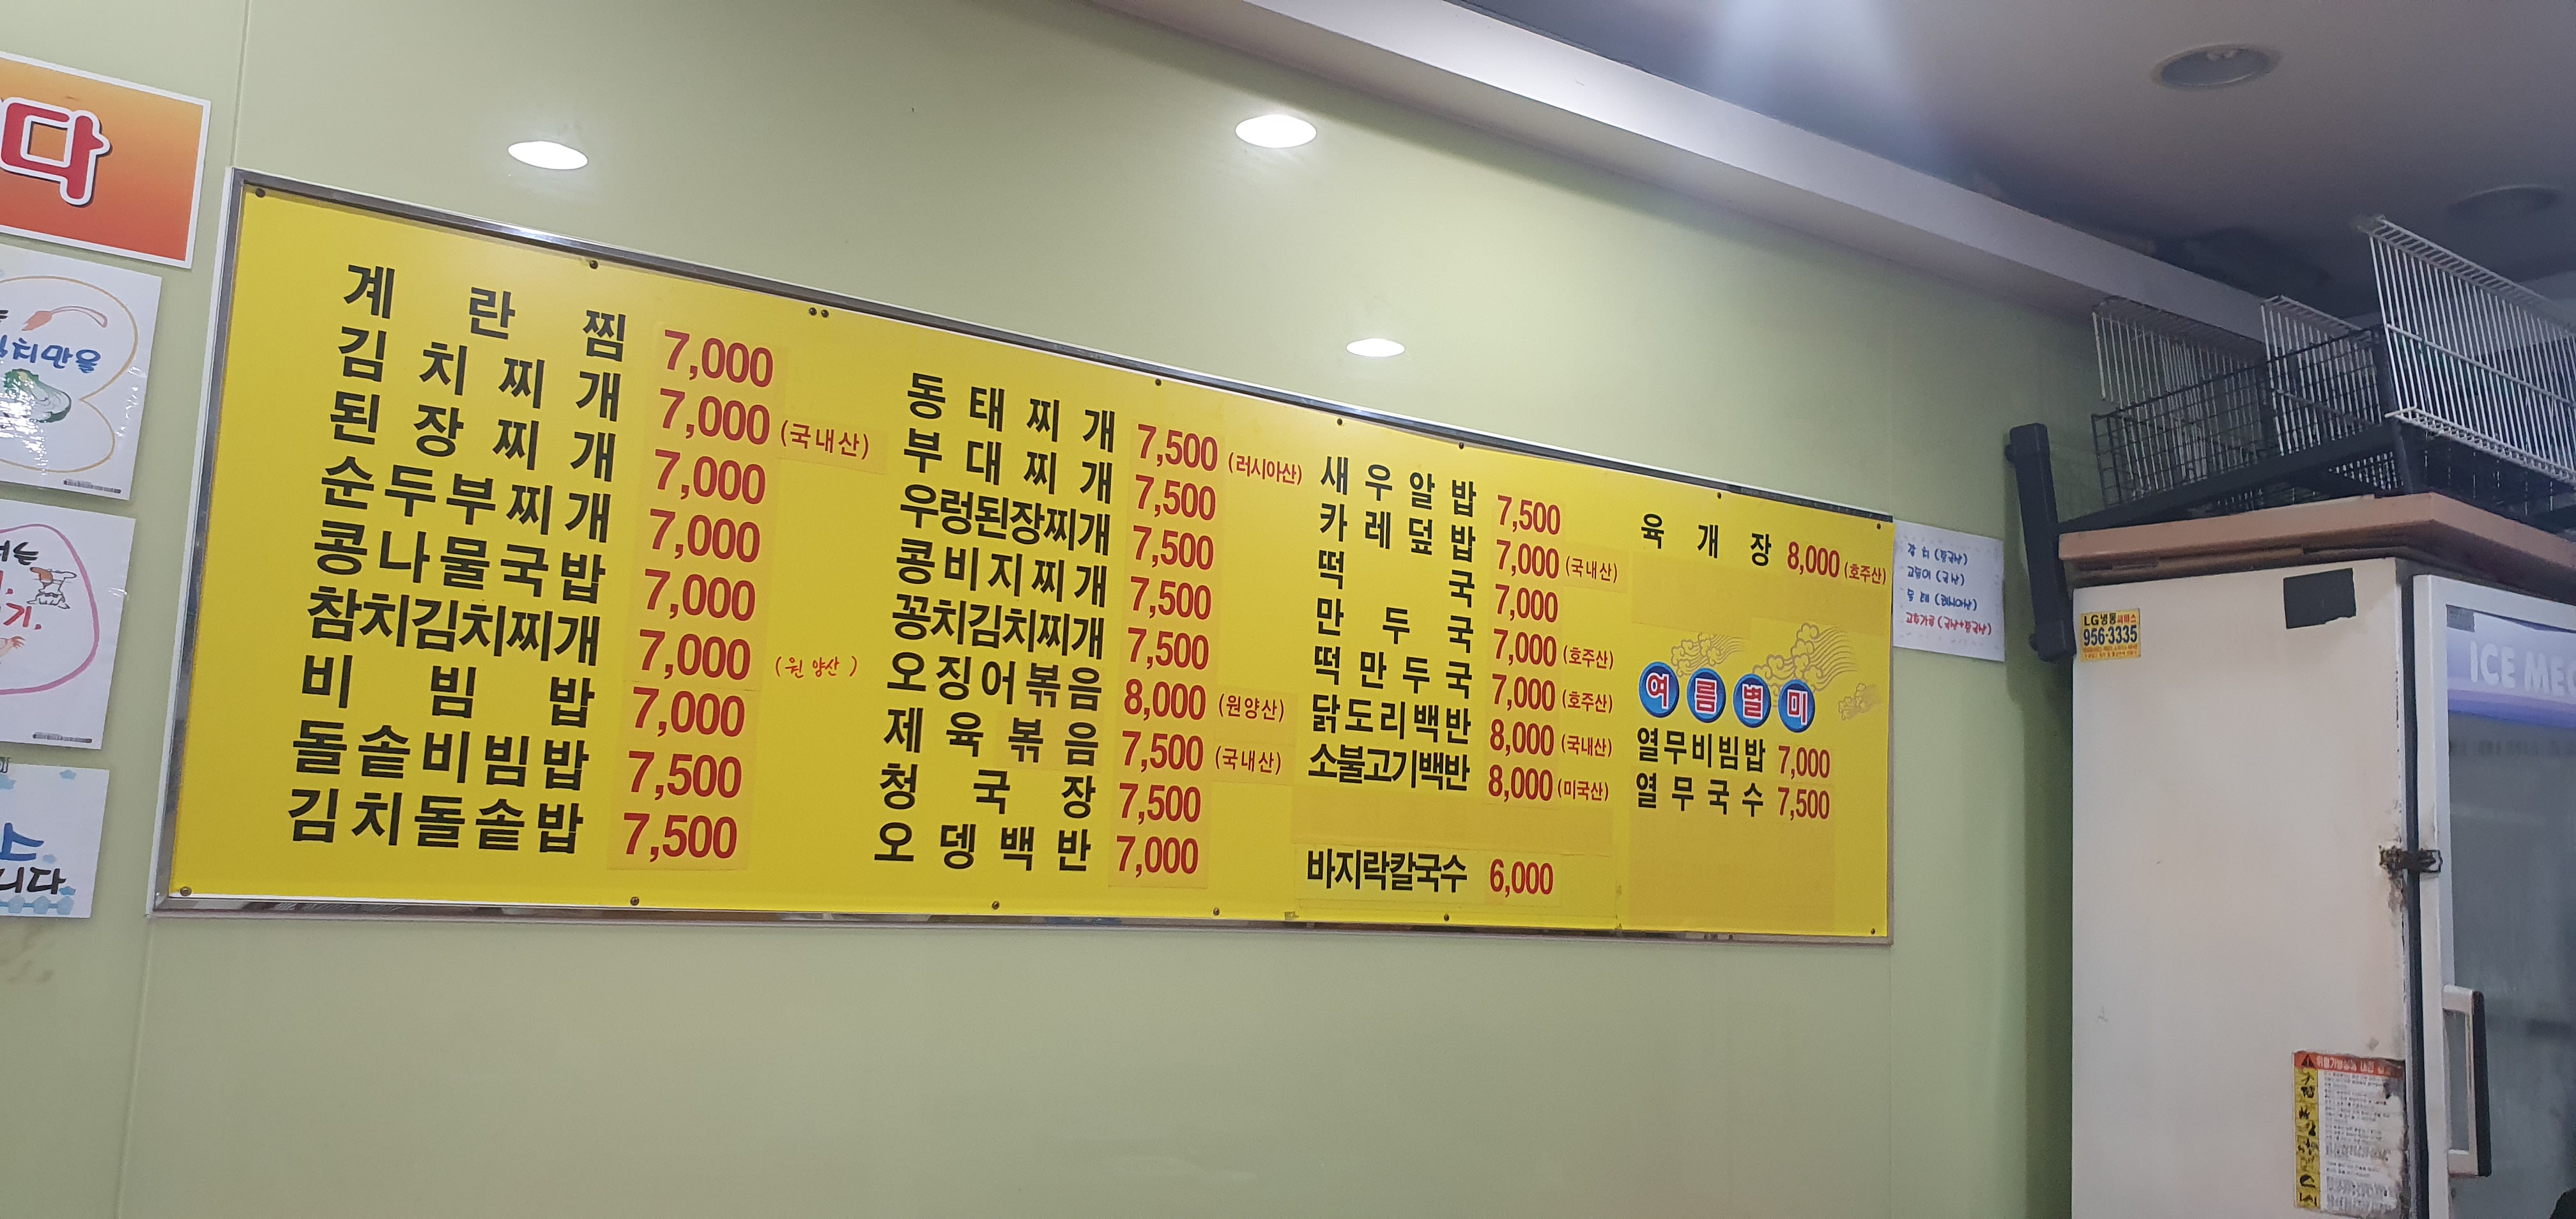 다
치만을
기.
니다
계란찜 7,000
김치찌개 7,000 (국내산)
된장찌개 7,000
순두부찌개 7,000
콩나물국밥 7,000
참치김치찌개 7,000 (원양산)
비빔밥 7,000
돌솥비빔밥 7,500
김치돌솥밥 7,500
동태찌개 7,500 (러시아산)
부대찌개 7,500
우렁된장찌개 7,500
콩비지찌개 7,500
꽁치김치찌개 7,500
오징어볶음 8,000 (원양산)
제육볶음 7,500 (국내산)
청국장 7,500
오뎅백반 7,000
새우알밥 7,500
카레덮밥 7,000 (국내산)
떡국 7,000
만두국 7,000 (호주산)
떡만두국 7,000 (호주산)
닭도리백반 8,000 (국내산)
소불고기백반 8,000 (미국산)
바지락칼국수 6,000
육개장 8,000 (호주산)
여름별미
열무비빔밥 7,000
열무국수 7,500
LG냉동서비스
956-3335
ICE ME